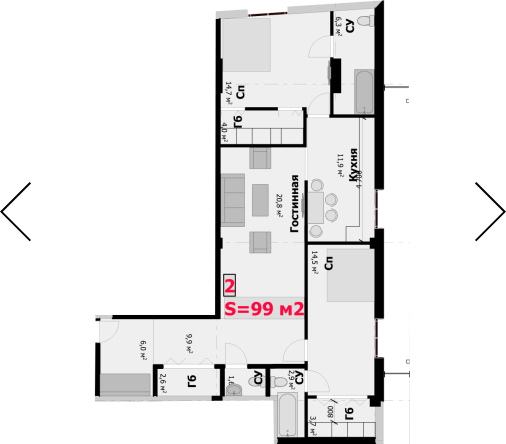 6,3 м²
СУ
14,7 м²
Сп
4,0 м²
Гб
11,9 м²
Кухня
20,8 м²
Гостинная
14,5 м²
Сп
2
S=99 м2
6,0 м²
9,9 м²
2,6 м²
Гб
СУ
2,9 м²
СУ
800
3,7 м²
Гб